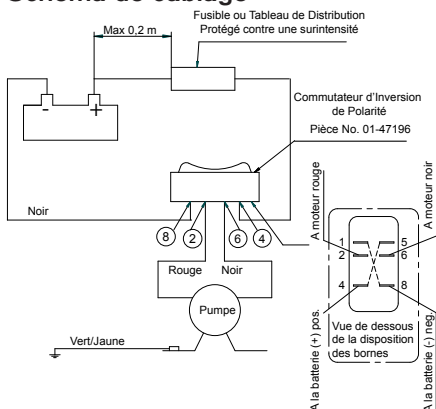 Schéma de câblage
Fusible ou Tableau de Distribution
Protégé contre une surintensité
Max 0,2 m
- +
Commutateur d'Inversion
de Polarité
Pièce No. 01-47196
Noir
8 2 6 4
Rouge Noir
Pumpe
Vert/Jaune
A moteur rouge
A moteur noir
1 5
2 6
4 8
Vue de dessous
de la disposition
des bornes
A la batterie (+) pos.
A la batterie (-) neg.